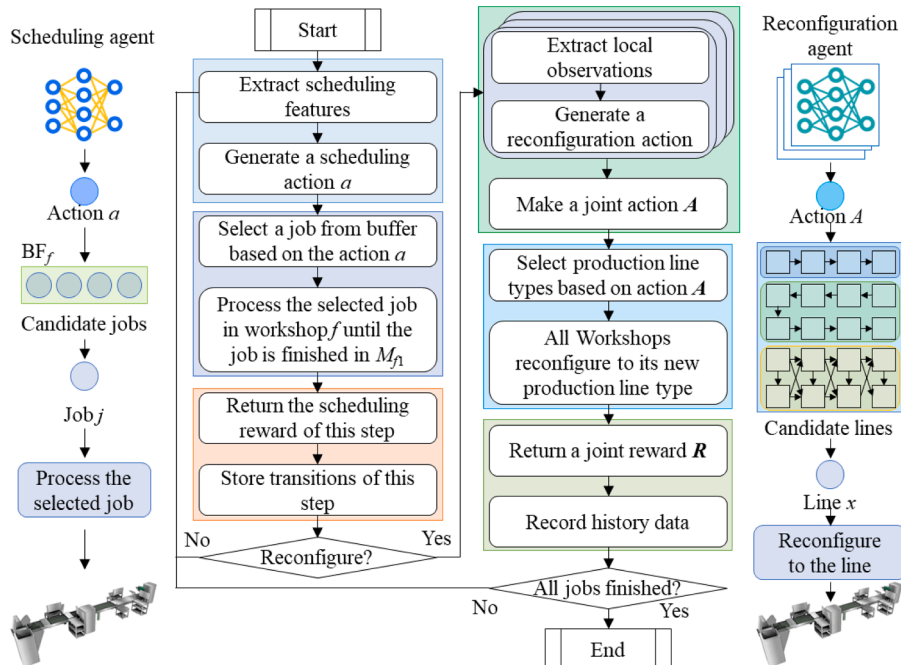 Scheduling agent
Action a
BFf
Candidate jobs
Job j
Process the
selected job
Start
Extract scheduling
features
Generate a scheduling
action a
Select a job from buffer
based on the action a
Process the selected job
in workshop f until the
job is finished in Mf1
Return the scheduling
reward of this step
Store transitions of this
step
No
Yes
Reconfigure?
Extract local
observations
Generate a
reconfiguration action
Make a joint action A
Select production line
types based on action A
All Workshops
reconfigure to its new
production line type
Return a joint reward R
Record history data
All jobs finished?
No
Yes
End
Reconfiguration
agent
Action A
Candidate lines
Line x
Reconfigure
to the line